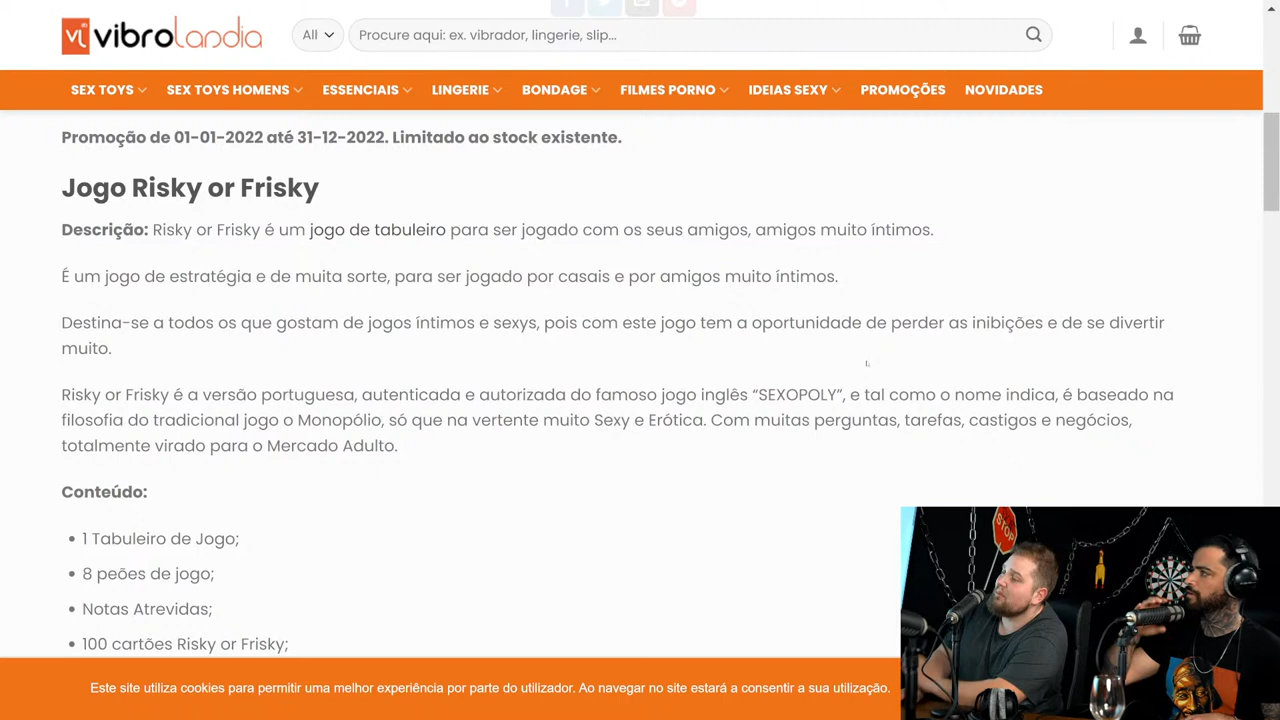 vi vibrolandia
All
Procure aqui: ex. vibrador, lingerie, slip...
SEX TOYS SEX TOYS HOMENS ESSENCIAIS LINGERIE BONDAGE FILMES PORNO IDEIAS SEXY PROMOÇÕES NOVIDADES
Promoção de 01-01-2022 até 31-12-2022. Limitado ao stock existente.
Jogo Risky or Frisky
Descrição: Risky or Frisky é um jogo de tabuleiro para ser jogado com os seus amigos, amigos muito íntimos.
É um jogo de estratégia e de muita sorte, para ser jogado por casais e por amigos muito íntimos.
Destina-se a todos os que gostam de jogos íntimos e sexys, pois com este jogo tem a oportunidade de perder as inibições e de se divertir
muito.
Risky or Frisky é a versão portuguesa, autenticada e autorizada do famoso jogo inglês “SEXOPOLY”, e tal como o nome indica, é baseado na
filosofia do tradicional jogo o Monopólio, só que na vertente muito Sexy e Erótica. Com muitas perguntas, tarefas, castigos e negócios,
totalmente virado para o Mercado Adulto.
Conteúdo:
• 1 Tabuleiro de Jogo;
• 8 peões de jogo;
• Notas Atrevidas;
• 100 cartões Risky or Frisky;
Este site utiliza cookies para permitir uma melhor experiência por parte do utilizador. Ao navegar no site estará a consentir a sua utilização.
STOP